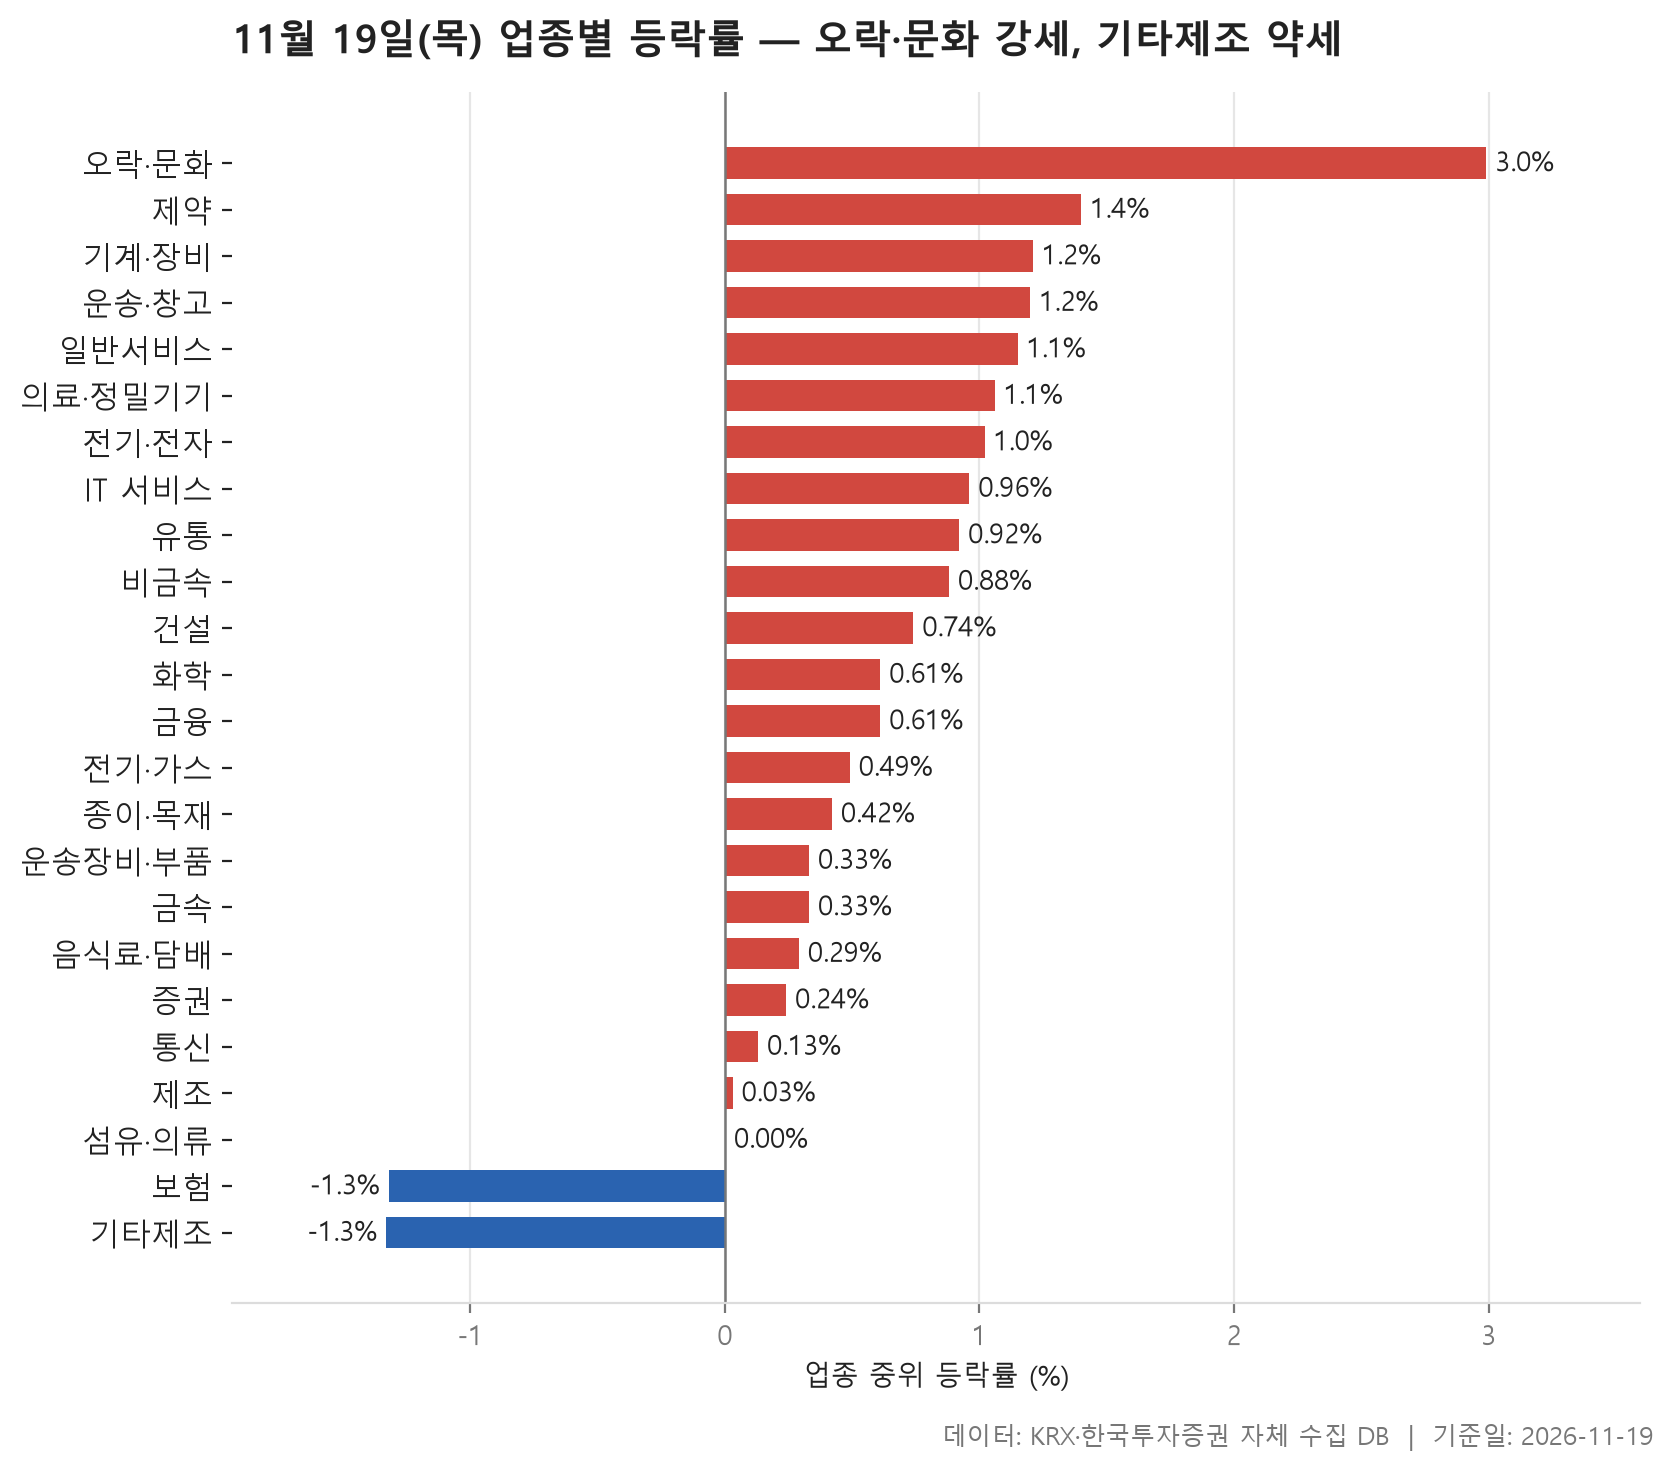 11월 19일(목) 업종별 등락률 — 오락·문화 강세, 기타제조 약세
오락·문화 3.0%
제약 1.4%
기계·장비 1.2%
운송·창고 1.2%
일반서비스 1.1%
의료·정밀기기 1.1%
전기·전자 1.0%
IT 서비스 0.96%
유통 0.92%
비금속 0.88%
건설 0.74%
화학 0.61%
금융 0.61%
전기·가스 0.49%
종이·목재 0.42%
운송장비·부품 0.33%
금속 0.33%
음식료·담배 0.29%
증권 0.24%
통신 0.13%
제조 0.03%
섬유·의류 0.00%
보험 -1.3%
기타제조 -1.3%
-1 0 1 2 3
업종 중위 등락률 (%)
데이터: KRX·한국투자증권 자체 수집 DB | 기준일: 2026-11-19